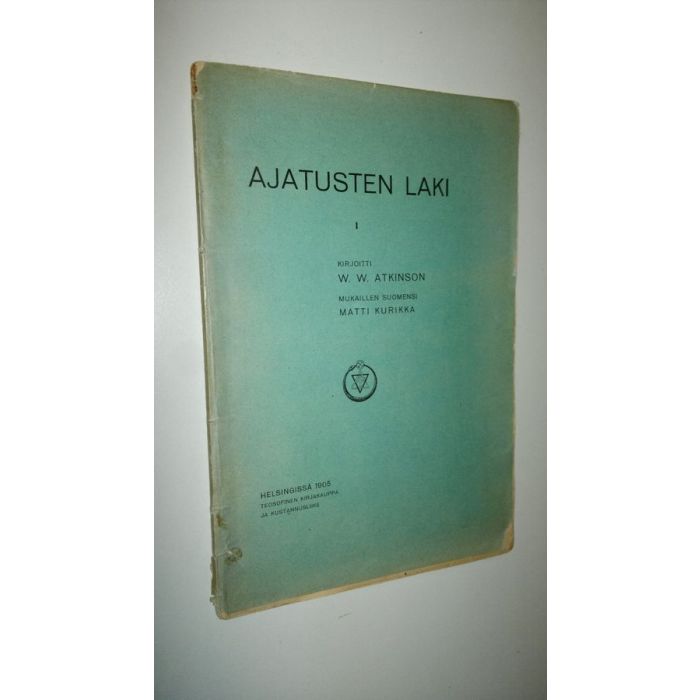 AJATUSTEN LAKI
I
KIRJOITTI
W. W. ATKINSON
MUKAILLEN SUOMENSI
MATTI KURIKKA
HELSINGISSÄ 1905
TEOSOFINEN KIRJAKAUPPA
JA KUSTANNUSLIIKE